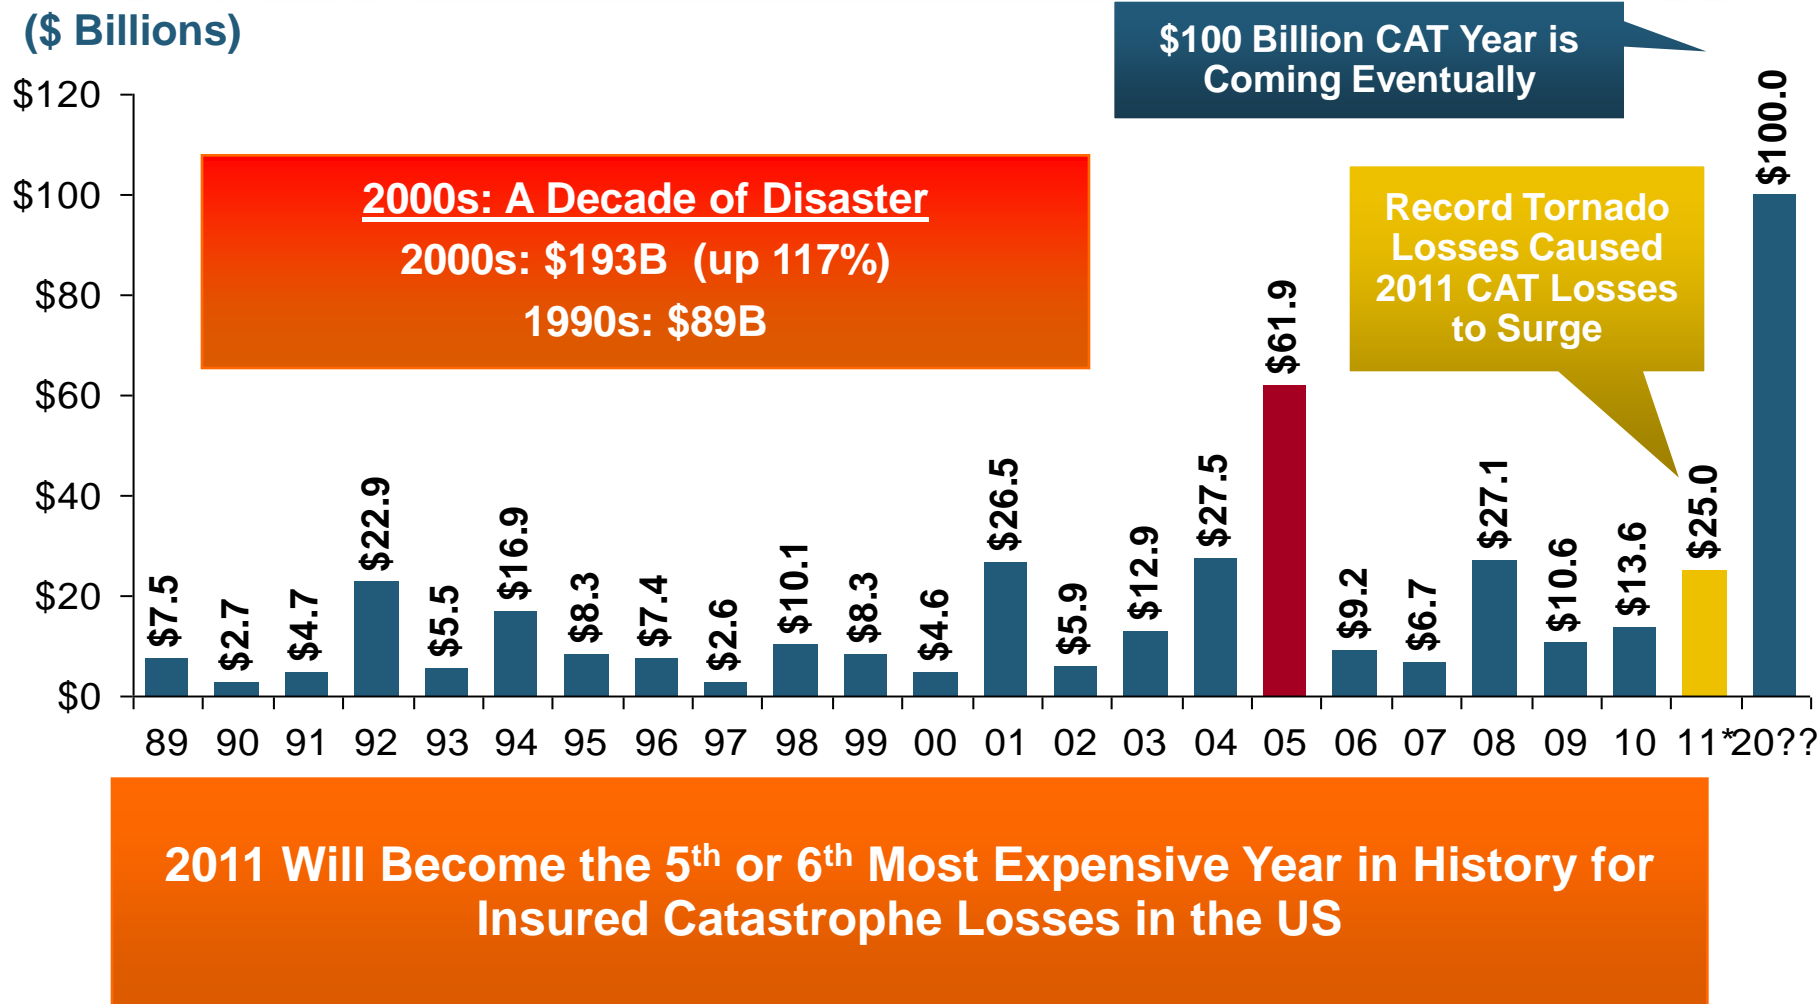 ($ Billions)
$100 Billion CAT Year is
Coming Eventually
$120
$100
$80
$60
$40
$20
$0
2000s: A Decade of Disaster
2000s: $193B (up 117%)
1990s: $89B
Record Tornado
Losses Caused
2011 CAT Losses
to Surge
$7.5
$2.7
$4.7
$22.9
$5.5
$16.9
$8.3
$7.4
$2.6
$10.1
$8.3
$4.6
$26.5
$5.9
$12.9
$27.5
$61.9
$9.2
$6.7
$27.1
$10.6
$13.6
$25.0
$100.0
89 90 91 92 93 94 95 96 97 98 99 00 01 02 03 04 05 06 07 08 09 10 11* 20??
2011 Will Become the 5th or 6th Most Expensive Year in History for
Insured Catastrophe Losses in the US